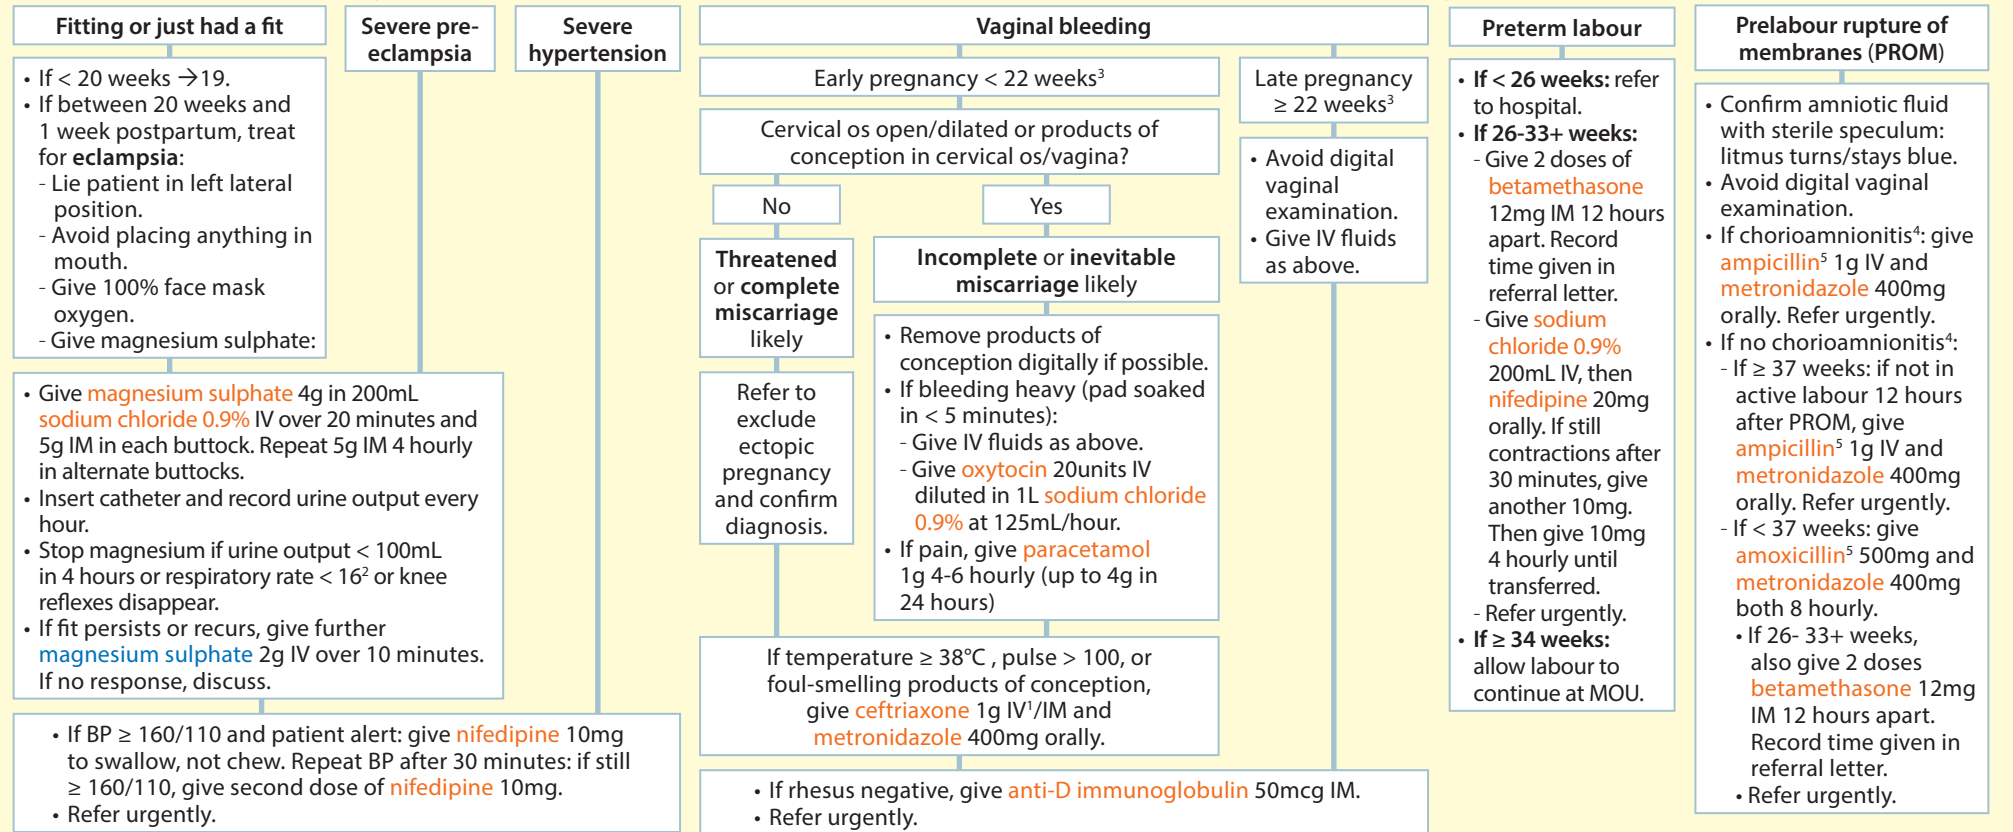 Fitting or just had a fit
• If < 20 weeks →19.
• If between 20 weeks and
1 week postpartum, treat
for eclampsia:
- Lie patient in left lateral
position.
- Avoid placing anything in
mouth.
- Give 100% face mask
oxygen.
- Give magnesium sulphate:
Severe pre-
eclampsia
Severe
hypertension
• Give magnesium sulphate 4g in 200mL
sodium chloride 0.9% IV over 20 minutes and
5g IM in each buttock. Repeat 5g IM 4 hourly
in alternate buttocks.
• Insert catheter and record urine output every
hour.
• Stop magnesium if urine output < 100mL
in 4 hours or respiratory rate < 16² or knee
reflexes disappear.
• If fit persists or recurs, give further
magnesium sulphate 2g IV over 10 minutes.
If no response, discuss.
• If BP ≥ 160/110 and patient alert: give nifedipine 10mg
to swallow, not chew. Repeat BP after 30 minutes: if still
≥ 160/110, give second dose of nifedipine 10mg.
• Refer urgently.
Vaginal bleeding
Early pregnancy < 22 weeks³
Cervical os open/dilated or products of
conception in cervical os/vagina?
No
Threatened
or complete
miscarriage
likely
Refer to
exclude
ectopic
pregnancy
and confirm
diagnosis.
Yes
Incomplete or inevitable
miscarriage likely
• Remove products of
conception digitally if possible.
• If bleeding heavy (pad soaked
in < 5 minutes):
- Give IV fluids as above.
- Give oxytocin 20units IV
diluted in 1L sodium chloride
0.9% at 125mL/hour.
• If pain, give paracetamol
1g 4-6 hourly (up to 4g in
24 hours)
If temperature ≥ 38°C , pulse > 100, or
foul-smelling products of conception,
give ceftriaxone 1g IV¹/IM and
metronidazole 400mg orally.
Late pregnancy
≥ 22 weeks³
• Avoid digital
vaginal
examination.
• Give IV fluids
as above.
• If rhesus negative, give anti-D immunoglobulin 50mcg IM.
• Refer urgently.
Preterm labour
• If < 26 weeks: refer
to hospital.
• If 26-33+ weeks:
- Give 2 doses of
betamethasone
12mg IM 12 hours
apart. Record
time given in
referral letter.
- Give sodium
chloride 0.9%
200mL IV, then
nifedipine 20mg
orally. If still
contractions after
30 minutes, give
another 10mg.
Then give 10mg
4 hourly until
transferred.
- Refer urgently.
• If ≥ 34 weeks:
allow labour to
continue at MOU.
Prelabour rupture of
membranes (PROM)
• Confirm amniotic fluid
with sterile speculum:
litmus turns/stays blue.
• Avoid digital vaginal
examination.
• If chorioamnionitis⁴: give
ampicillin⁵ 1g IV and
metronidazole 400mg
orally. Refer urgently.
• If no chorioamnionitis⁴:
- If ≥ 37 weeks: if not in
active labour 12 hours
after PROM, give
ampicillin⁵ 1g IV and
metronidazole 400mg
orally. Refer urgently.
- If < 37 weeks: give
amoxicillin⁵ 500mg and
metronidazole 400mg
both 8 hourly.
• If 26- 33+ weeks,
also give 2 doses
betamethasone 12mg
IM 12 hours apart.
Record time given in
referral letter.
• Refer urgently.